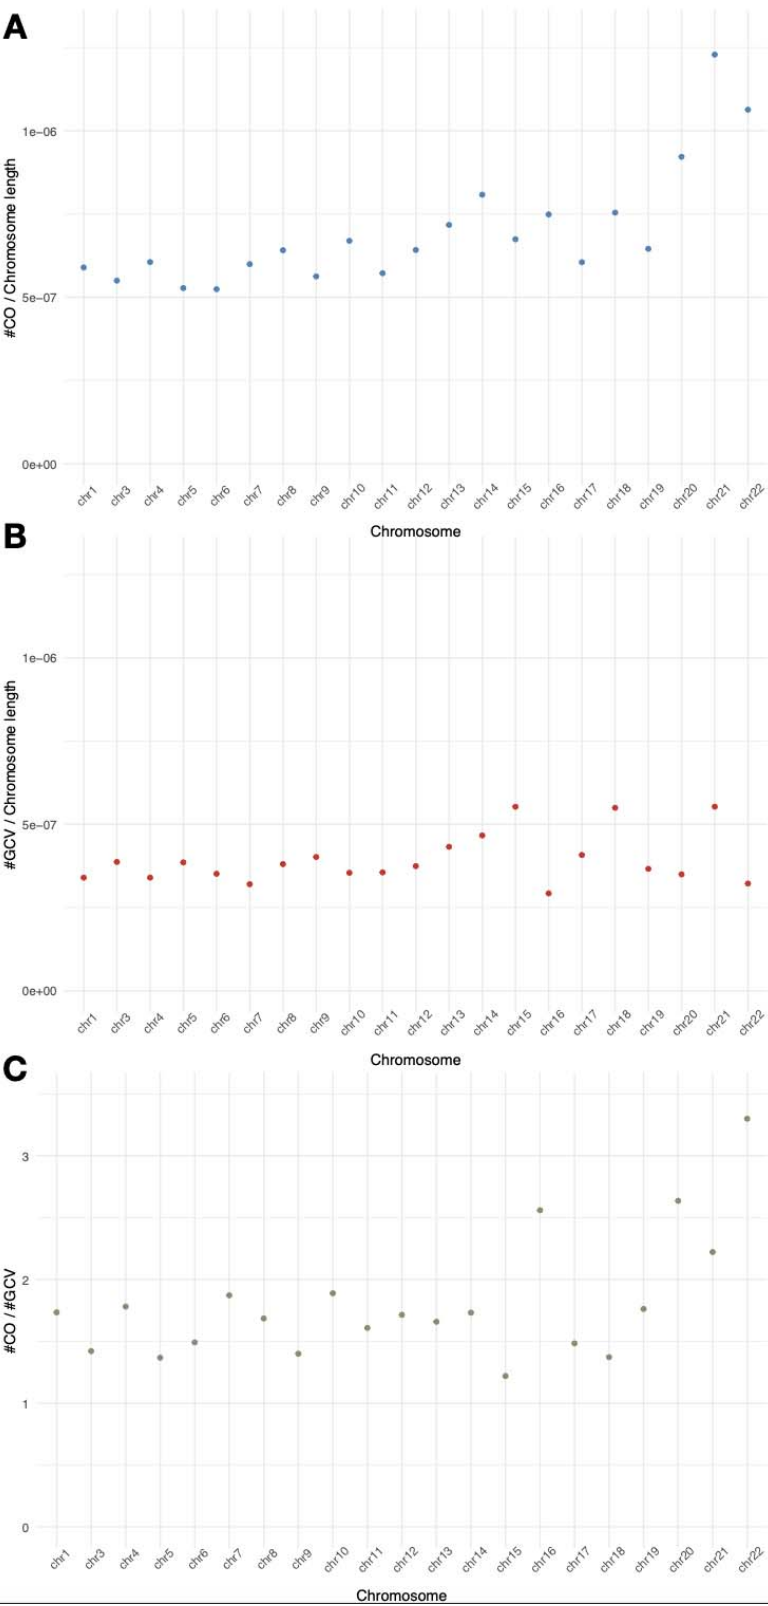 A
#CO / Chromosome length
1e−06
5e−07
0e+00
chr1 chr3 chr4 chr5 chr6 chr7 chr8 chr9 chr10 chr11 chr12 chr13 chr14 chr15 chr16 chr17 chr18 chr19 chr20 chr21 chr22
Chromosome
B
#GCV / Chromosome length
1e−06
5e−07
0e+00
chr1 chr3 chr4 chr5 chr6 chr7 chr8 chr9 chr10 chr11 chr12 chr13 chr14 chr15 chr16 chr17 chr18 chr19 chr20 chr21 chr22
Chromosome
C
#CO / #GCV
3
2
1
0
chr1 chr3 chr4 chr5 chr6 chr7 chr8 chr9 chr10 chr11 chr12 chr13 chr14 chr15 chr16 chr17 chr18 chr19 chr20 chr21 chr22
Chromosome